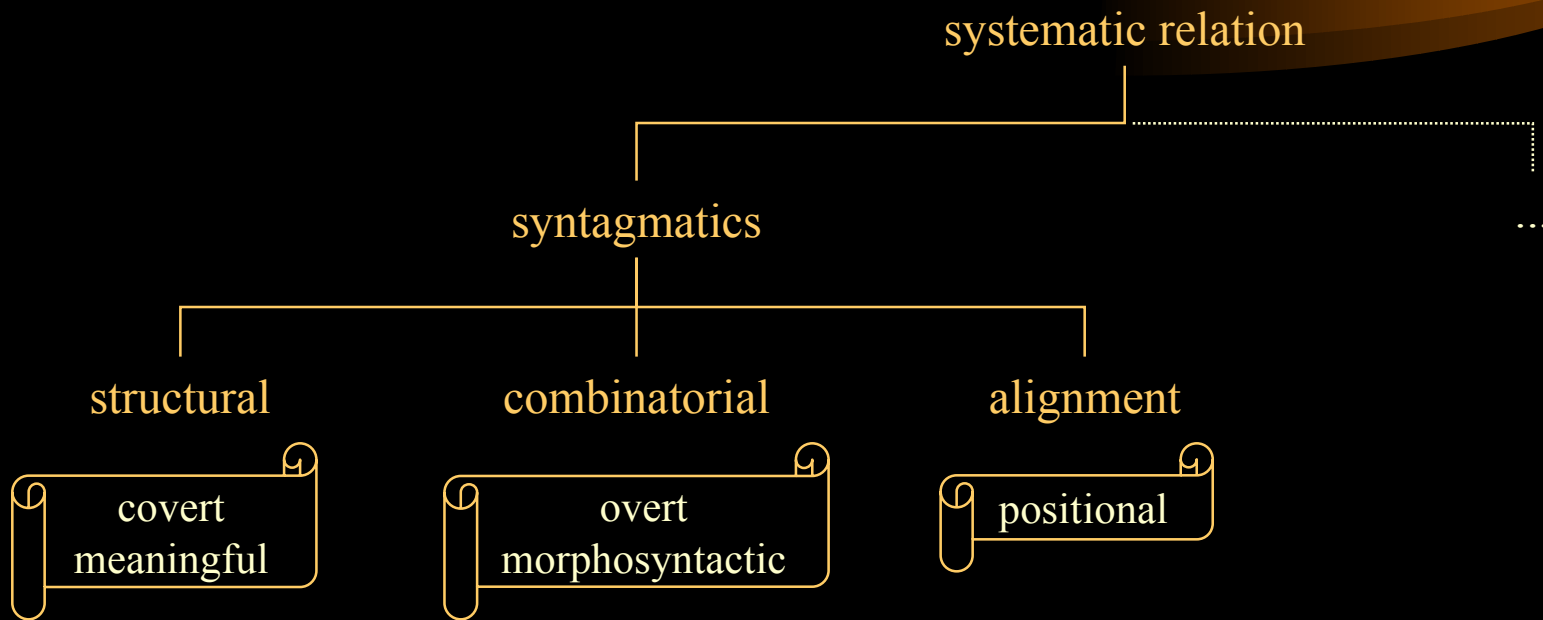 systematic relation
syntagmatics
...
structural
combinatorial
alignment
covert
meaningful
overt
morphosyntactic
positional